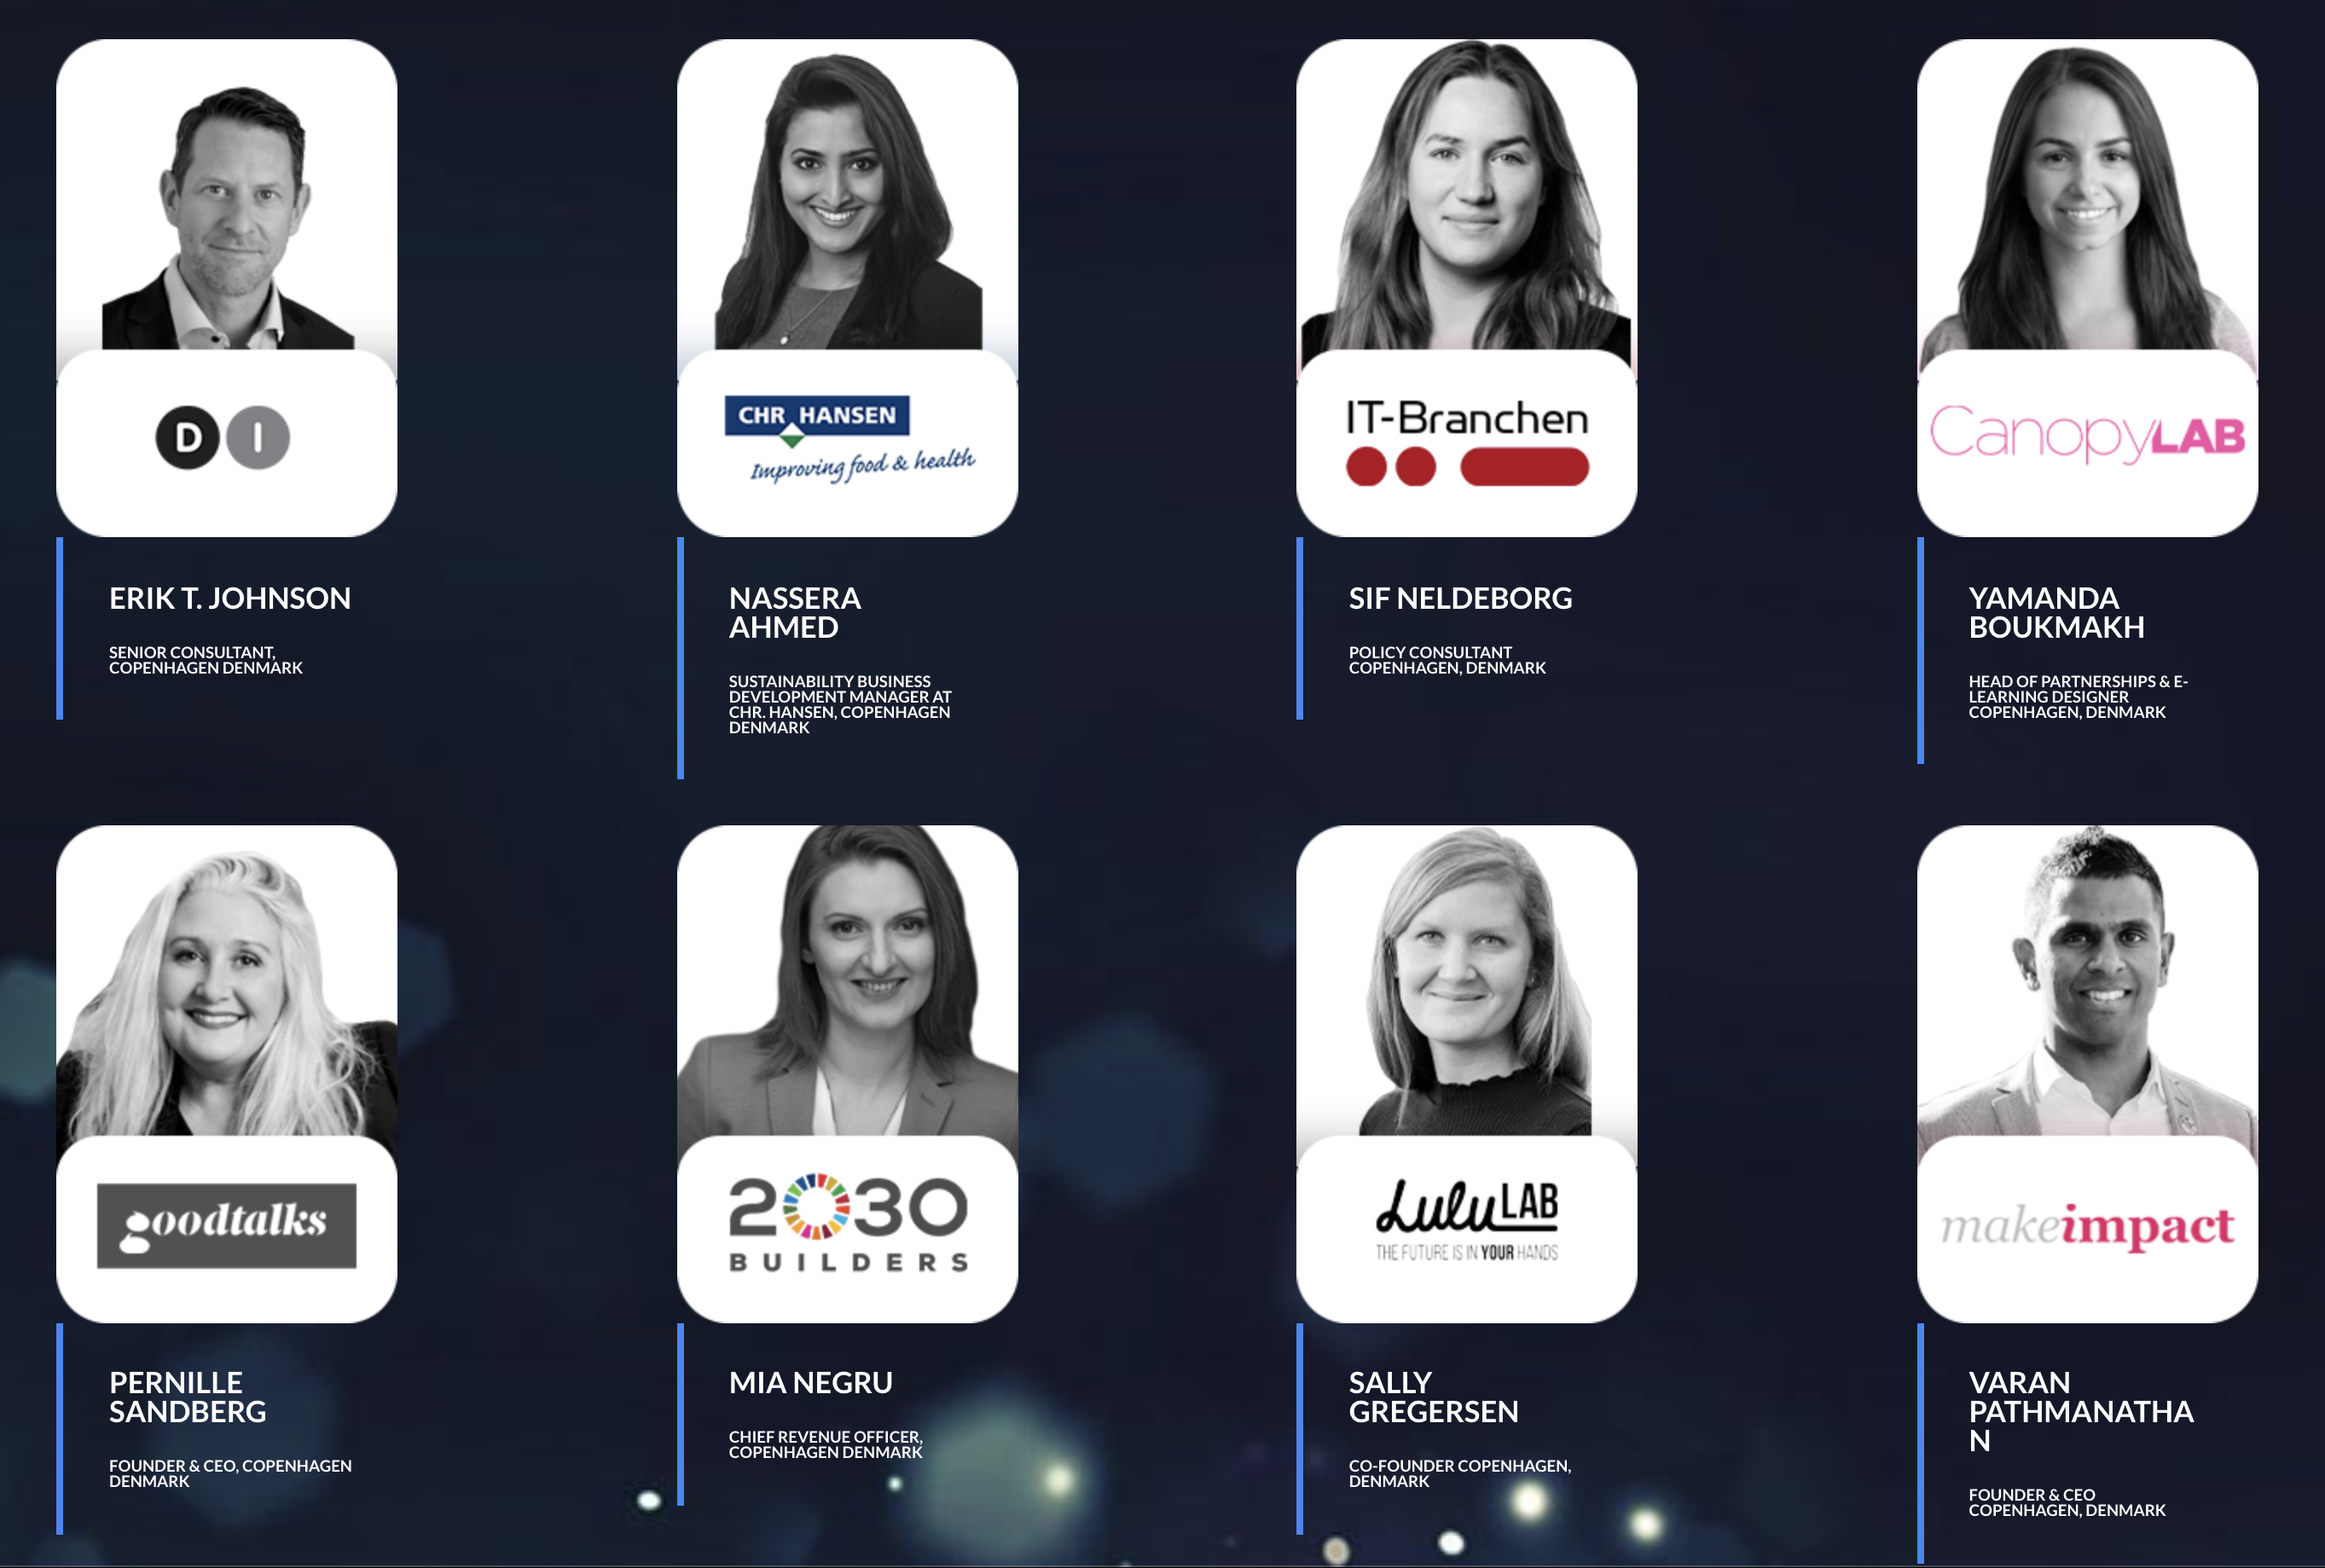 D I
CHR HANSEN
Improving food & health
IT-Branchen
CanopyLAB
ERIK T. JOHNSON
SENIOR CONSULTANT,
COPENHAGEN DENMARK
NASSERA
AHMED
SUSTAINABILITY BUSINESS
DEVELOPMENT MANAGER AT
CHR. HANSEN, COPENHAGEN
DENMARK
SIF NELDEBORG
POLICY CONSULTANT
COPENHAGEN, DENMARK
YAMANDA
BOUKMAKH
HEAD OF PARTNERSHIPS & E-
LEARNING DESIGNER
COPENHAGEN, DENMARK
goodtalks
2030
BUILDERS
LuluLAB
THE FUTURE IS IN YOUR HANDS
makeimpact
PERNILLE
SANDBERG
FOUNDER & CEO, COPENHAGEN
DENMARK
MIA NEGRU
CHIEF REVENUE OFFICER,
COPENHAGEN DENMARK
SALLY
GREGERSEN
CO-FOUNDER COPENHAGEN,
DENMARK
VARAN
PATHMANATHA
N
FOUNDER & CEO
COPENHAGEN, DENMARK